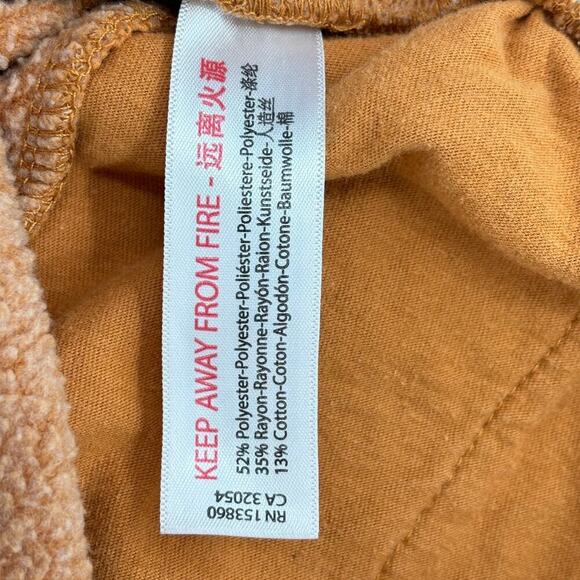 KEEP AWAY FROM FIRE - 远离火源
52% Polyester-Polyester-Poliéster-Poliestere-Polyester-涤纶
35% Rayon-Rayonne-Rayón-Raion-Kunstseide-人造丝
13% Cotton-Coton-Algodón-Cotone-Baumwolle-棉
RN 153860
CA 32054